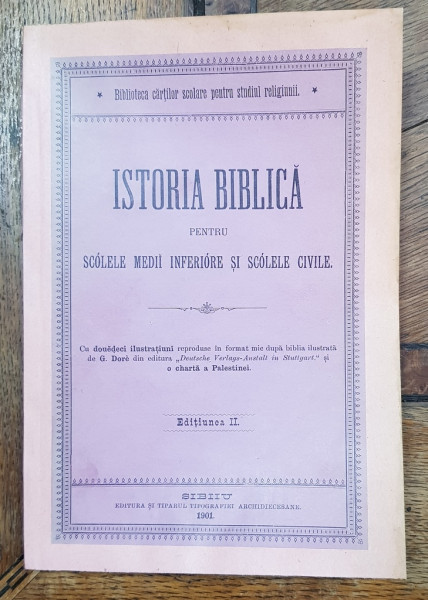 * Biblioteca cărților scolare pentru studiul religiunii. *
ISTORIA BIBLICĂ
PENTRU
SCÓLELE MEDII INFERIÓRE ȘI SCÓLELE CIVILE.
Cu douĕdeci ilustrațiuni reproduse în format mic după biblia ilustrată
de G. Dorè din editura „Deutsche Verlags-Anstalt in Stuttgart.“ și
o chartă a Palestinei.
Edițiunea II.
SIBIIU
EDITURA ȘI TIPARUL TIPOGRAFIEI ARCHIDIECESANE.
1901.